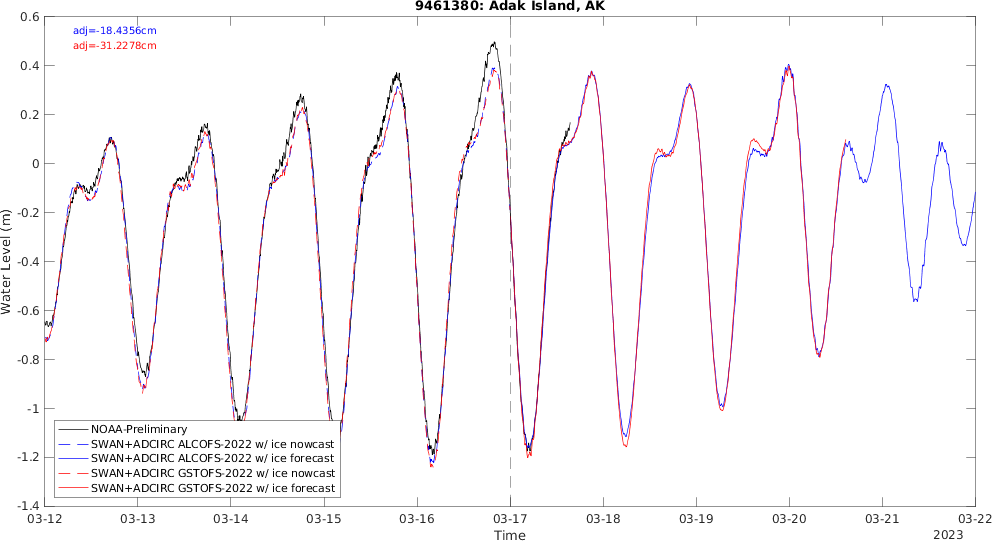 9461380: Adak Island, AK
adj=-18.4356cm
adj=-31.2278cm
0.6
0.4
0.2
0
-0.2
-0.4
-0.6
-0.8
-1
-1.2
-1.4
Water Level (m)
NOAA-Preliminary
SWAN+ADCIRC ALCOFS-2022 w/ ice nowcast
SWAN+ADCIRC ALCOFS-2022 w/ ice forecast
SWAN+ADCIRC GSTOFS-2022 w/ ice nowcast
SWAN+ADCIRC GSTOFS-2022 w/ ice forecast
03-12 03-13 03-14 03-15 03-16 03-17 03-18 03-19 03-20 03-21 03-22
Time
2023